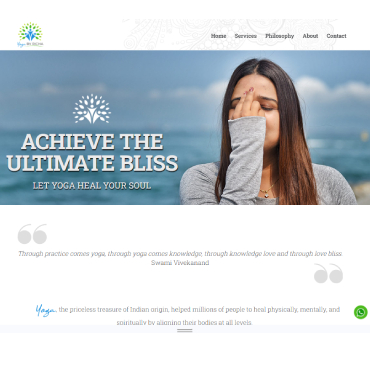 Home Services Philosophy About Contact
ACHIEVE THE
ULTIMATE BLISS
LET YOGA HEAL YOUR SOUL
Through practice comes yoga, through yoga comes knowledge, through knowledge love and through love bliss.
Swami Vivekanand
Yoga, the priceless treasure of Indian origin, helped millions of people to heal physically, mentally, and
spiritually by aligning their bodies at all levels.